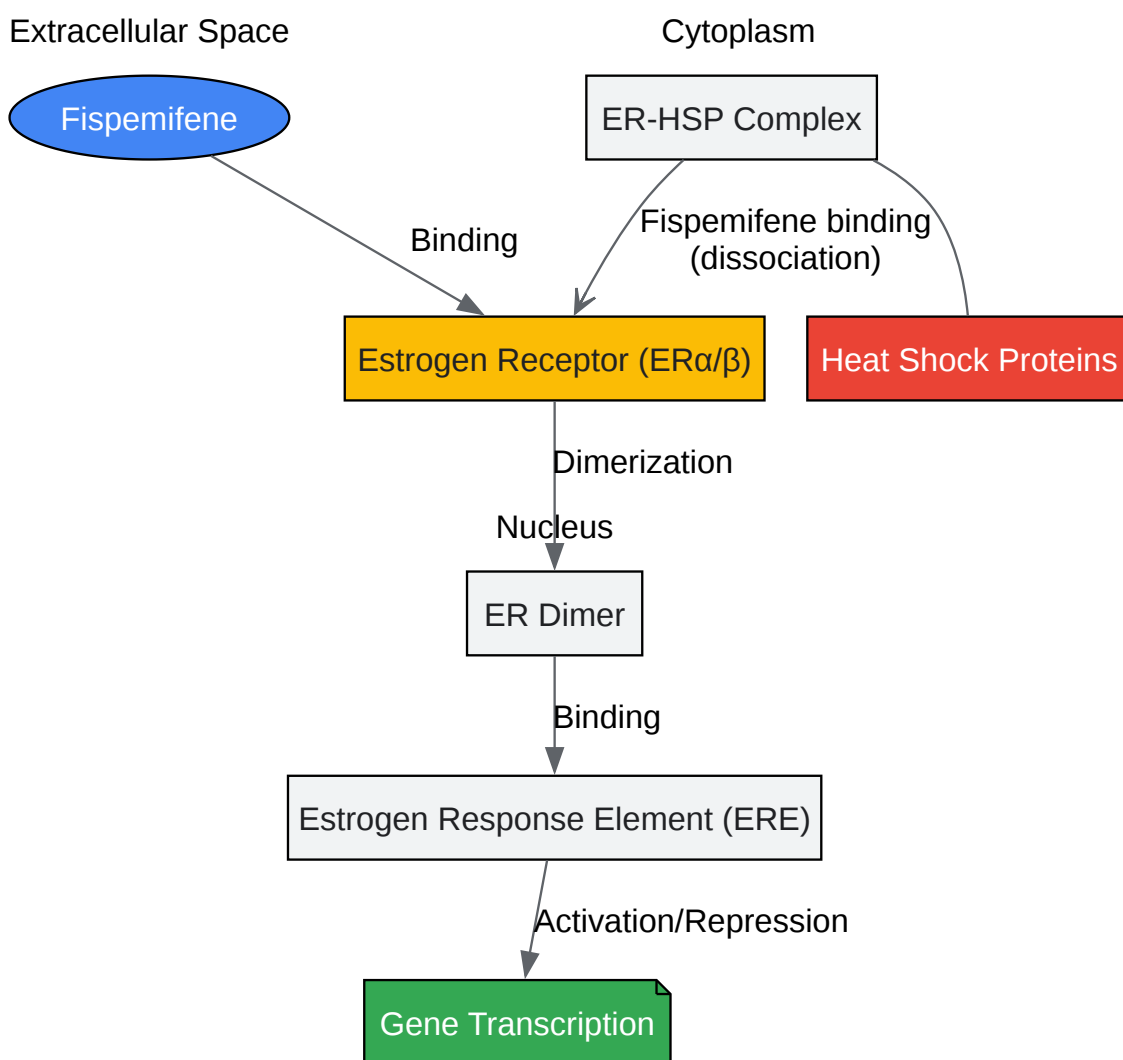 Extracellular Space
Cytoplasm
Fispemifene
ER-HSP Complex
Binding
Fispemifene binding
(dissociation)
Estrogen Receptor (ERα/β)
Heat Shock Proteins
Dimerization
Nucleus
ER Dimer
Binding
Estrogen Response Element (ERE)
Activation/Repression
Gene Transcription